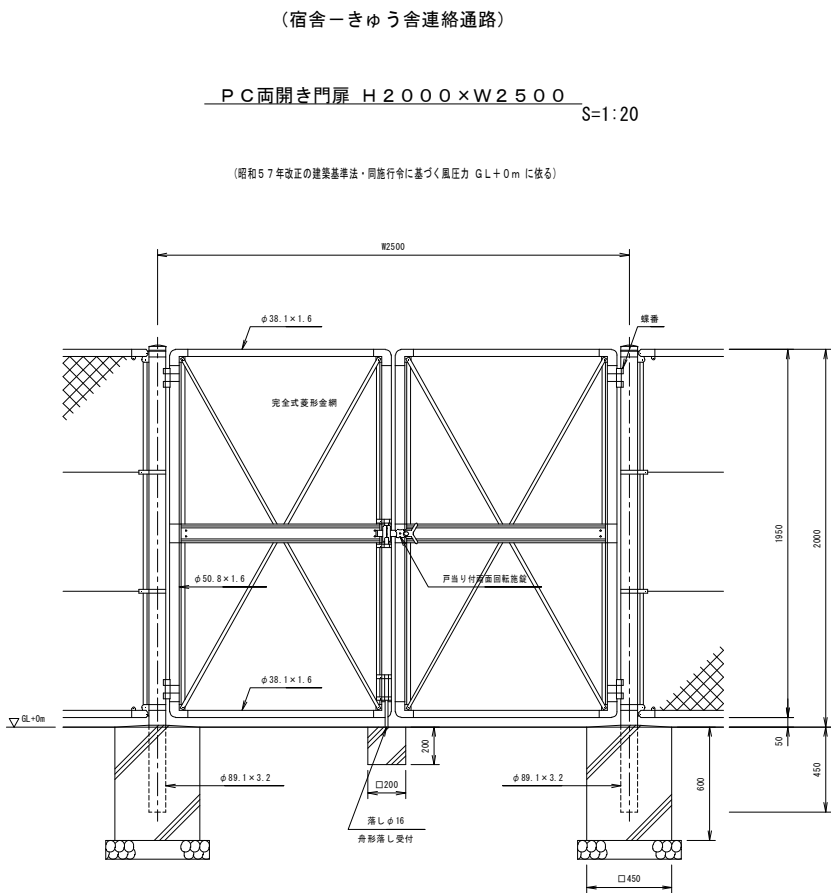 (宿舎－きゅう舎連絡通路)
ＰＣ両開き門扉 Ｈ２０００×Ｗ２５００
S=1:20
(昭和５７年改正の建築基準法・同施行令に基づく風圧力 ＧＬ＋０ｍ に依る)
W2500
φ38.1×1.6
蝶番
完全式菱形金網
1950
2000
φ50.8×1.6
戸当り付両面回転施錠
φ38.1×1.6
GL+0m
50
200
450
600
φ89.1×3.2
□200
φ89.1×3.2
落しφ16
舟形落し受付
□450